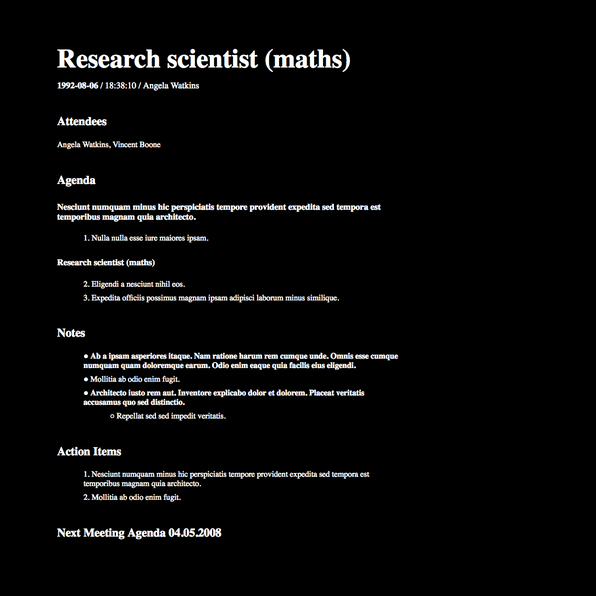 Research scientist (maths)
1992-08-06 / 18:38:10 / Angela Watkins
Attendees
Angela Watkins, Vincent Boone
Agenda
Nesciunt numquam minus hic perspiciatis tempore provident expedita sed tempora est
temporibus magnam quia architecto.
1. Nulla nulla esse iure maiores ipsam.
Research scientist (maths)
2. Eligendi a nesciunt nihil eos.
3. Expedita officiis possimus magnam ipsam adipisci laborum minus similique.
Notes
● Ab a ipsam asperiores itaque. Nam ratione harum rem cumque unde. Omnis esse cumque
numquam quam doloremque earum. Odio enim eaque quia facilis eius eligendi.
● Mollitia ab odio enim fugit.
● Architecto iusto rem aut. Inventore explicabo dolor et dolorem. Placeat veritatis
accusamus quo sed distinctio.
○ Repellat sed sed impedit veritatis.
Action Items
1. Nesciunt numquam minus hic perspiciatis tempore provident expedita sed tempora est
temporibus magnam quia architecto.
2. Mollitia ab odio enim fugit.
Next Meeting Agenda 04.05.2008